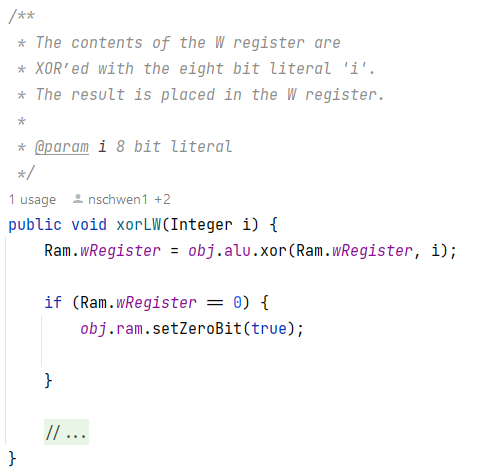 /**
 * The contents of the W register are
 * XOR’ed with the eight bit literal 'i'.
 * The result is placed in the W register.
 *
 * @param i 8 bit literal
 */
1 usage nschwen1 +2
public void xorLW(Integer i) {
    Ram.wRegister = obj.alu.xor(Ram.wRegister, i);
    if (Ram.wRegister == 0) {
        obj.ram.setZeroBit(true);
    }
    //...
}